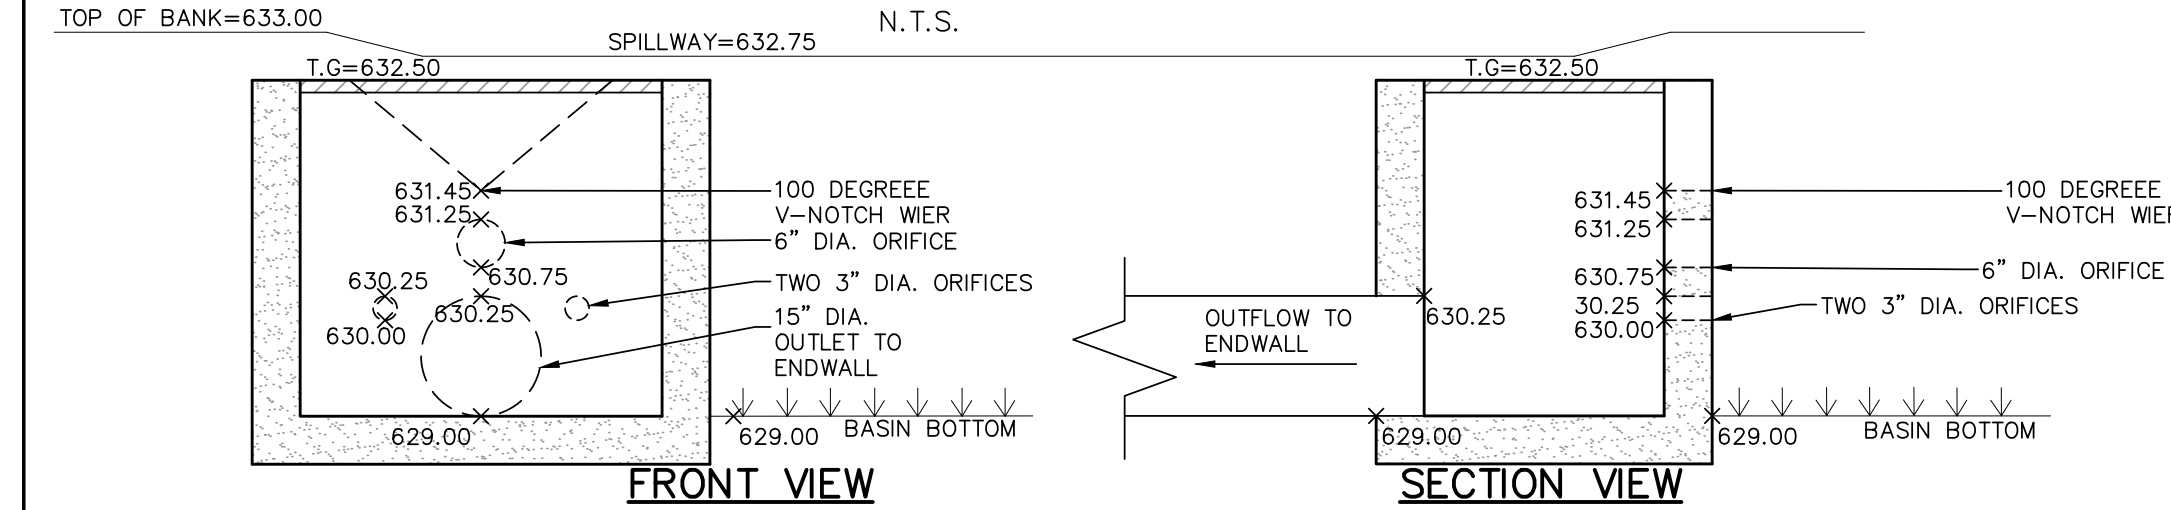 TOP OF BANK=633.00
N.T.S.
SPILLWAY=632.75
T.G=632.50
631.45
631.25
630.75
630.25
630.25
630.00
629.00
100 DEGREEE
V-NOTCH WIER
6" DIA. ORIFICE
TWO 3" DIA. ORIFICES
15" DIA.
OUTLET TO
ENDWALL
629.00
BASIN BOTTOM
FRONT VIEW
T.G=632.50
OUTFLOW TO
ENDWALL
630.25
629.00
631.45
631.25
630.75
30.25
630.00
100 DEGREEE
V-NOTCH WIER
6" DIA. ORIFICE
TWO 3" DIA. ORIFICES
629.00
BASIN BOTTOM
SECTION VIEW